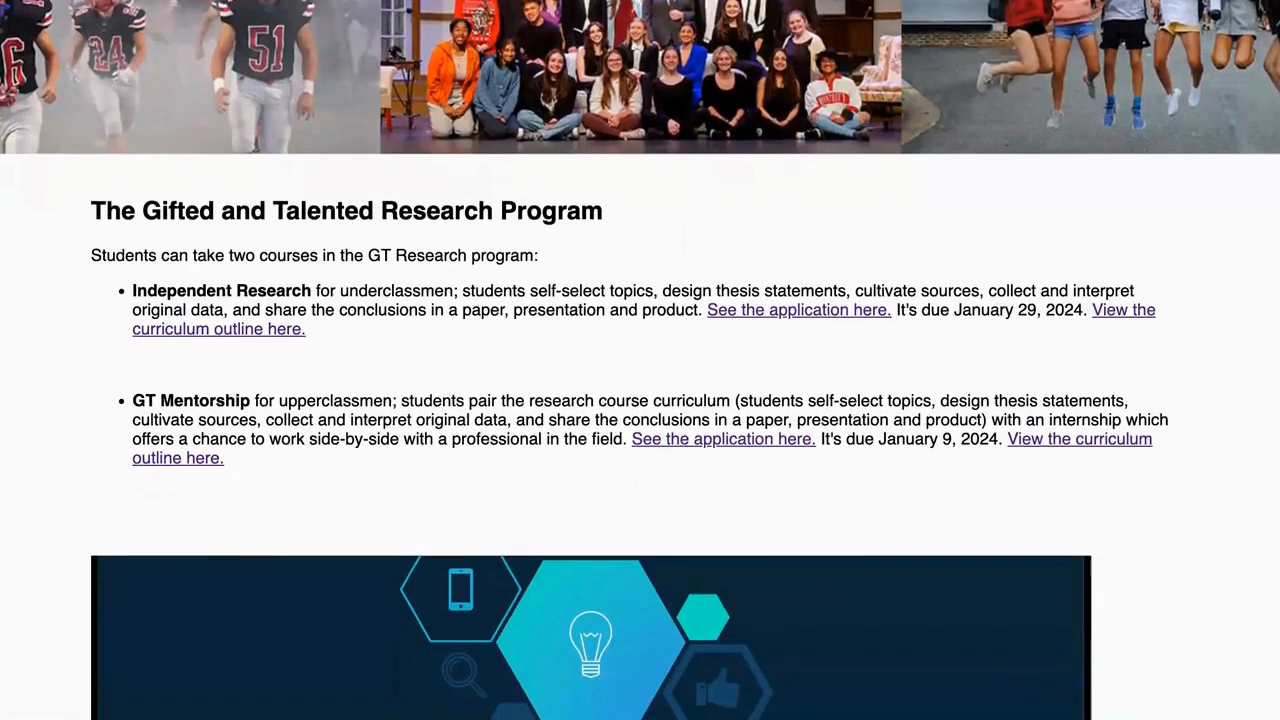 6
24
51
The Gifted and Talented Research Program
Students can take two courses in the GT Research program:
• Independent Research for underclassmen; students self-select topics, design thesis statements, cultivate sources, collect and interpret
original data, and share the conclusions in a paper, presentation and product. See the application here. It's due January 29, 2024. View the
curriculum outline here.
• GT Mentorship for upperclassmen; students pair the research course curriculum (students self-select topics, design thesis statements,
cultivate sources, collect and interpret original data, and share the conclusions in a paper, presentation and product) with an internship which
offers a chance to work side-by-side with a professional in the field. See the application here. It's due January 9, 2024. View the curriculum
outline here.